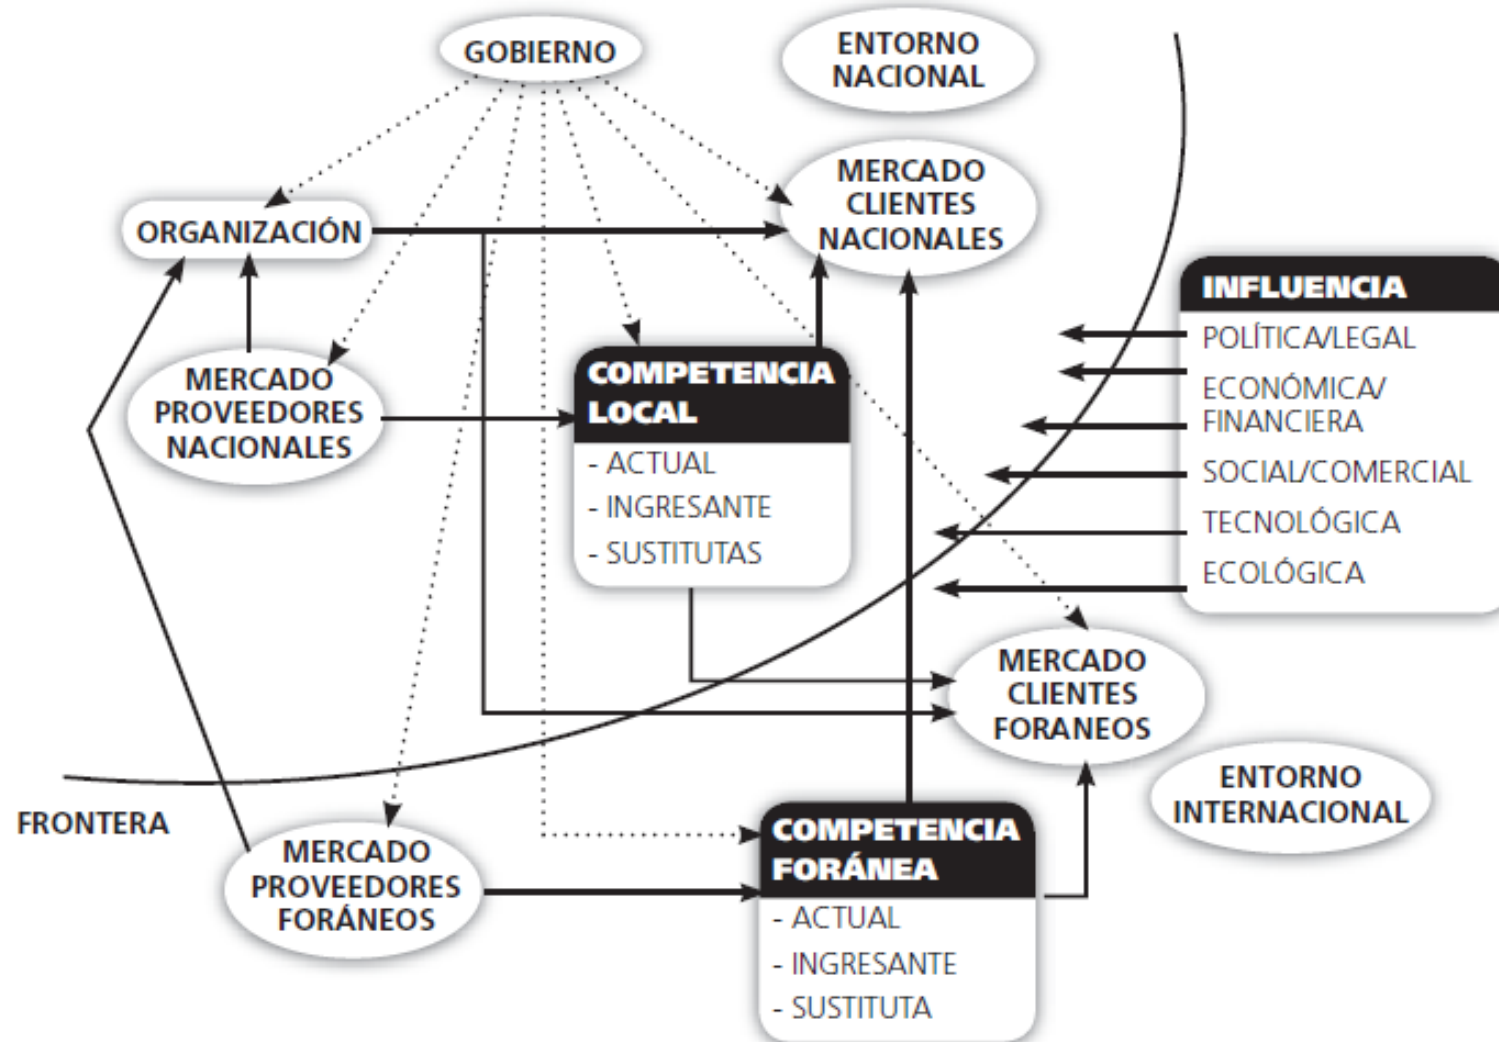 GOBIERNO
ENTORNO
NACIONAL
MERCADO
CLIENTES
NACIONALES
ORGANIZACIÓN
INFLUENCIA
POLÍTICA/LEGAL
ECONÓMICA/
FINANCIERA
SOCIAL/COMERCIAL
TECNOLÓGICA
ECOLÓGICA
MERCADO
PROVEEDORES
NACIONALES
COMPETENCIA
LOCAL
- ACTUAL
- INGRESANTE
- SUSTITUTAS
MERCADO
CLIENTES
FORANEOS
ENTORNO
INTERNACIONAL
FRONTERA
MERCADO
PROVEEDORES
FORÁNEOS
COMPETENCIA
FORÁNEA
- ACTUAL
- INGRESANTE
- SUSTITUTA